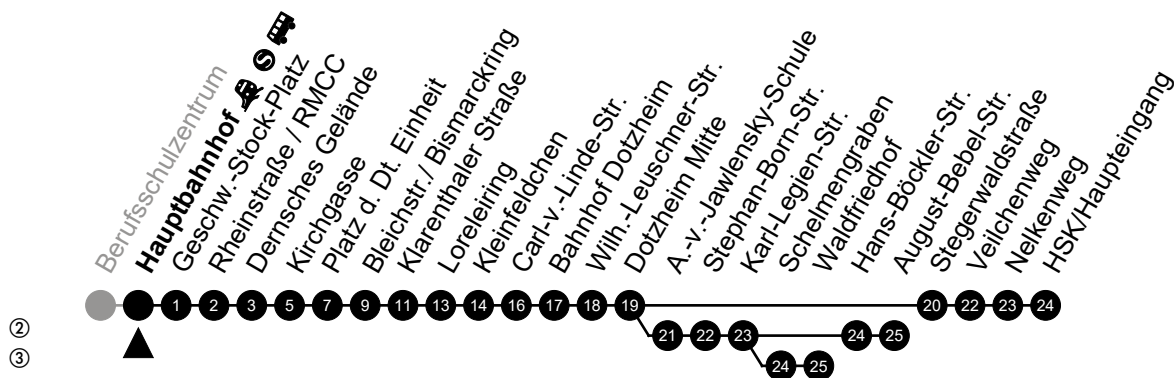 Berufsschulzentrum
Hauptbahnhof S
Geschw.-Stock-Platz
Rheinstraße / RMCC
Dernsches Gelände
Kirchgasse
Platz d. Dt. Einheit
Bleichstr./ Bismarckring
Klarenthaler Straße
Loreleiring
Kleinfeldchen
Carl-v.-Linde-Str.
Bahnhof Dotzheim
Wilh.-Leuschner-Str.
Dotzheim Mitte
A.-v.-Jawlensky-Schule
Stephan-Born-Str.
Karl-Legien-Str.
Schelmengraben
Waldfriedhof
Hans-Böckler-Str.
August-Bebel-Str.
Stegerwaldstraße
Veilchenweg
Nelkenweg
HSK/Haupteingang
1 2 3 5 7 9 11 13 14 16 17 18 19 20 22 23 24
② 21 22 23 24 25
③ 24 25